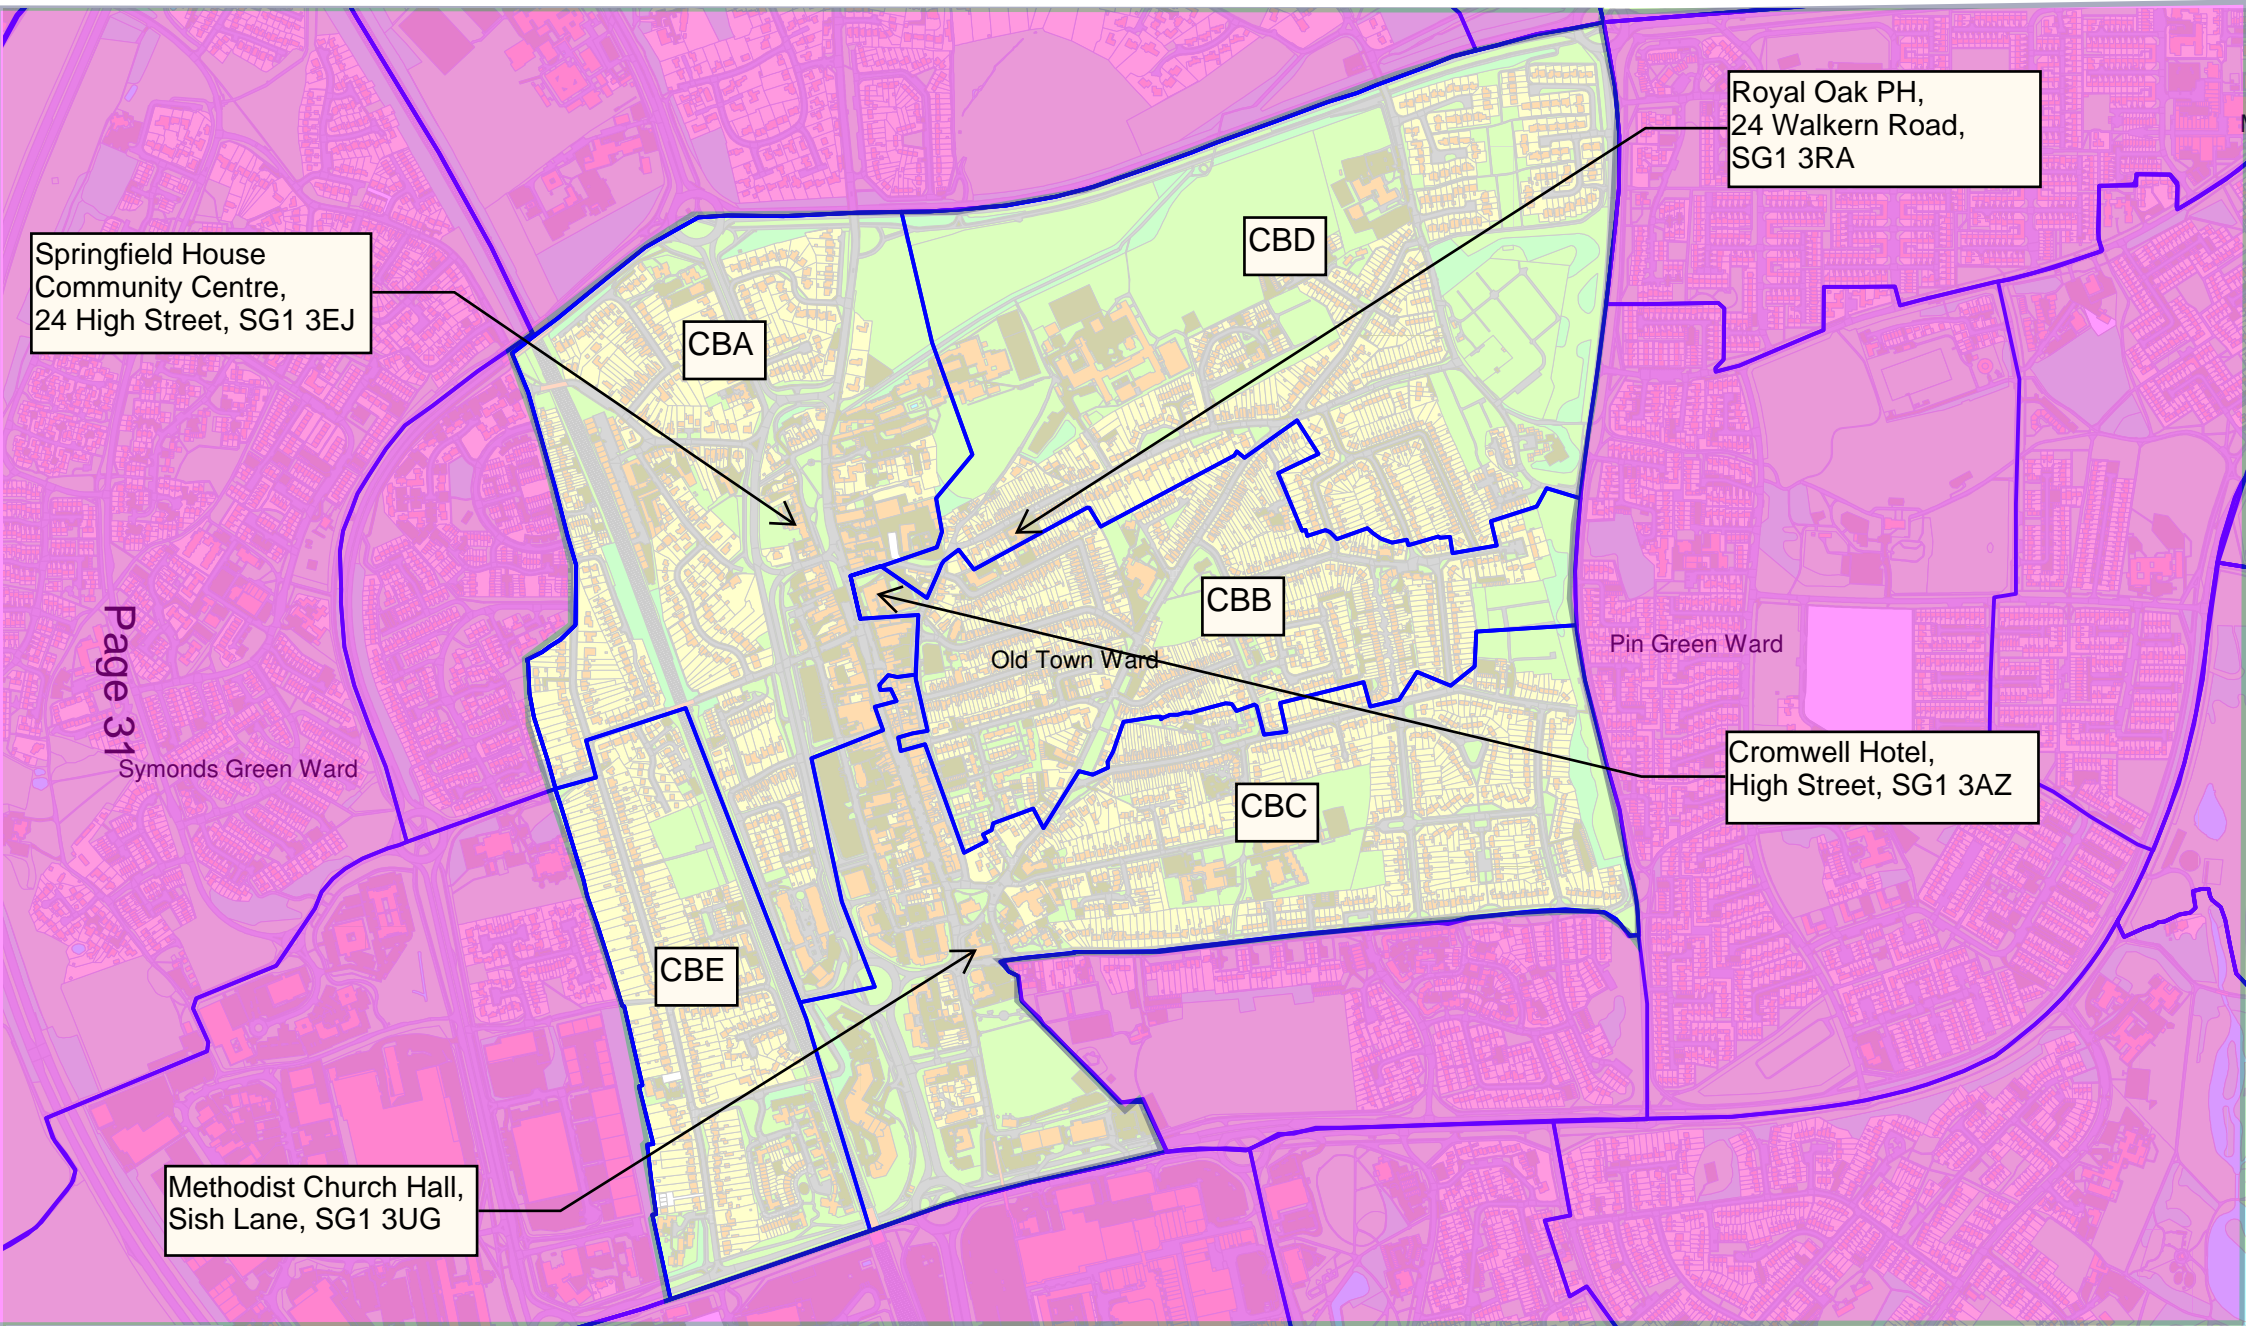 Royal Oak PH,
24 Walkern Road,
SG1 3RA
CBD
Springfield House
Community Centre,
24 High Street, SG1 3EJ
CBA
CBB
Old Town Ward
Pin Green Ward
Page 31
Symonds Green Ward
Cromwell Hotel,
High Street, SG1 3AZ
CBC
CBE
Methodist Church Hall,
Sish Lane, SG1 3UG